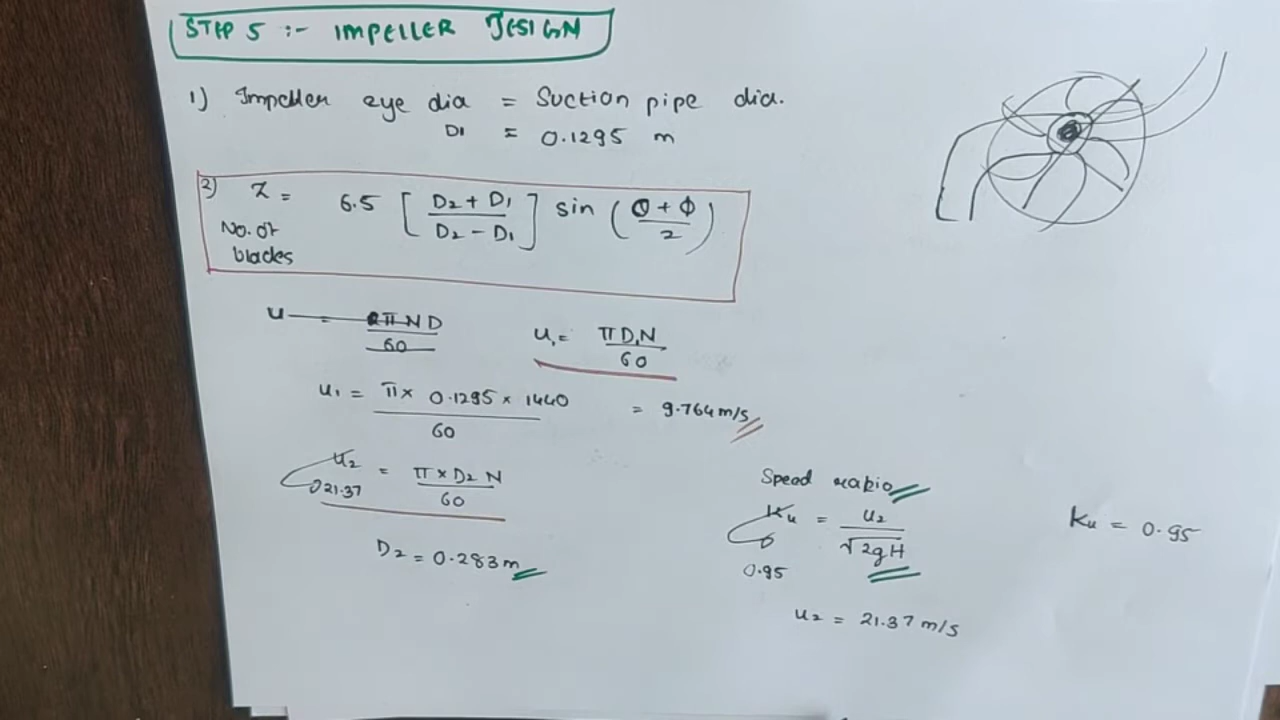 STEP 5 :- IMPELLER DESIGN
1) Impeller eye dia = Suction pipe dia.
D1 = 0.1295 m
2) Z = 6.5 [ (D2 + D1) / (D2 - D1) ] sin ( (θ + Φ) / 2 )
No. of
blades
u = 2πND / 60
u1 = πD1N / 60
u1 = π × 0.1295 × 1440 / 60 = 9.764 m/s
u2 = π × D2 N / 60
21.37
Speed ratio
Ku = u2 / √2gH
0.95
Ku = 0.95
D2 = 0.283 m
u2 = 21.37 m/s